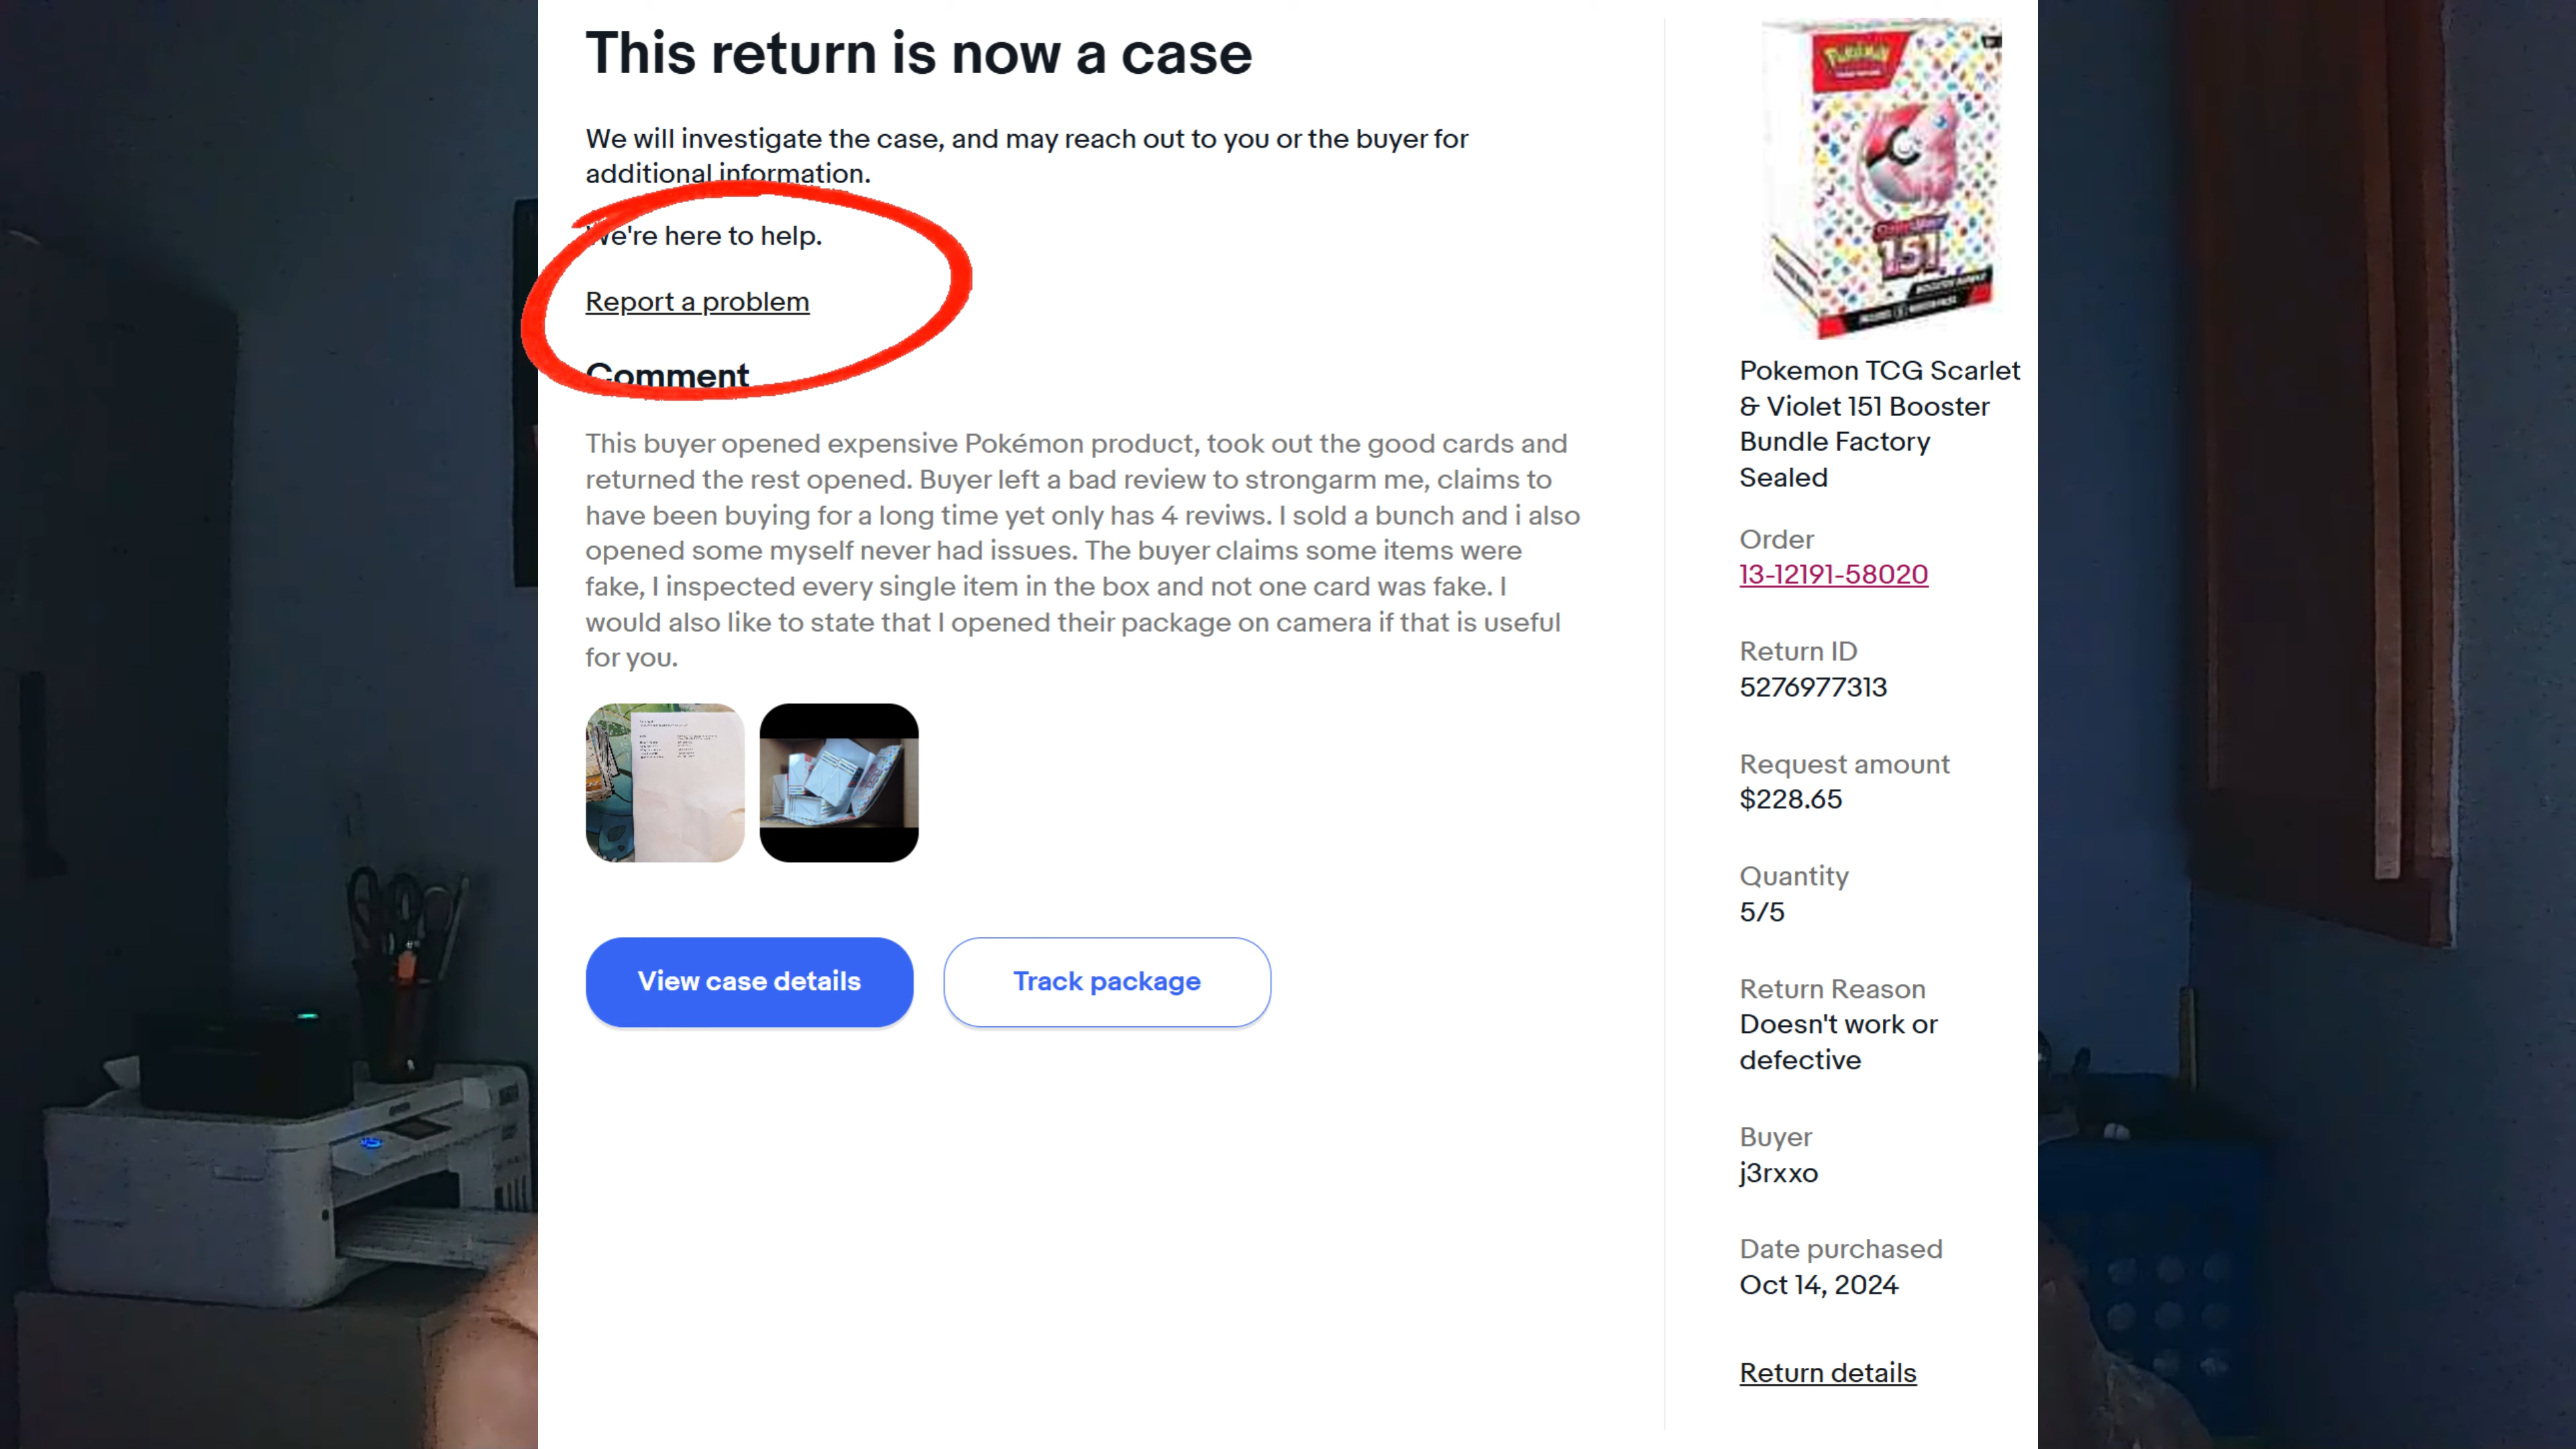 This return is now a case
We will investigate the case, and may reach out to you or the buyer for
additional information.
We're here to help.
Report a problem
Comment
This buyer opened expensive Pokémon product, took out the good cards and
returned the rest opened. Buyer left a bad review to strongarm me, claims to
have been buying for a long time yet only has 4 reviws. I sold a bunch and i also
opened some myself never had issues. The buyer claims some items were
fake, I inspected every single item in the box and not one card was fake. I
would also like to state that I opened their package on camera if that is useful
for you.
View case details
Track package
Pokémon
151
Pokemon TCG Scarlet
& Violet 151 Booster
Bundle Factory
Sealed
Order
13-12191-58020
Return ID
5276977313
Request amount
$228.65
Quantity
5/5
Return Reason
Doesn't work or
defective
Buyer
j3rxxo
Date purchased
Oct 14, 2024
Return details